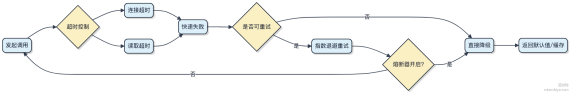 发起调用
超时控制
连接超时
读取超时
快速失败
是否可重试
否
是
指数退避重试
熔断器开启?
是
否
直接降级
返回默认值/缓存